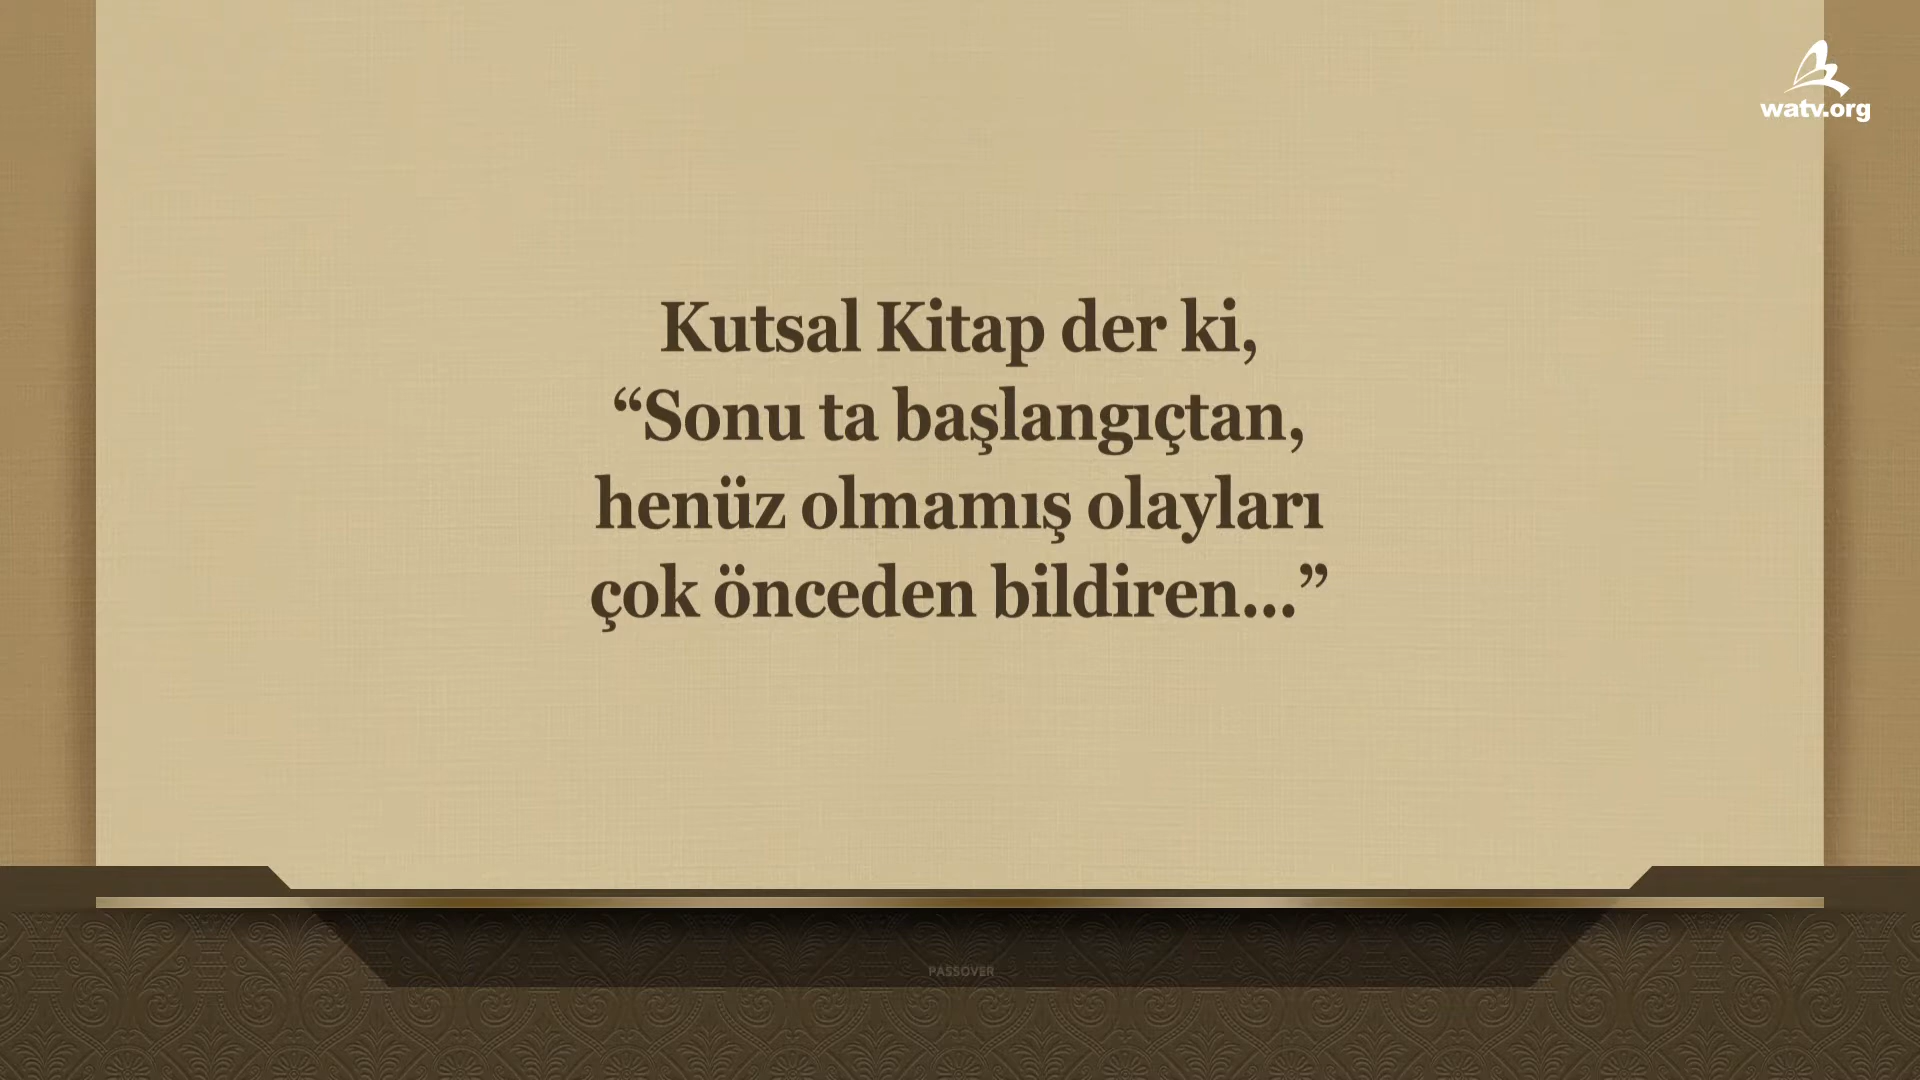 watv.org
Kutsal Kitap der ki,
“Sonu ta başlangıçtan,
henüz olmamış olayları
çok önceden bildiren...”
PASSOVER